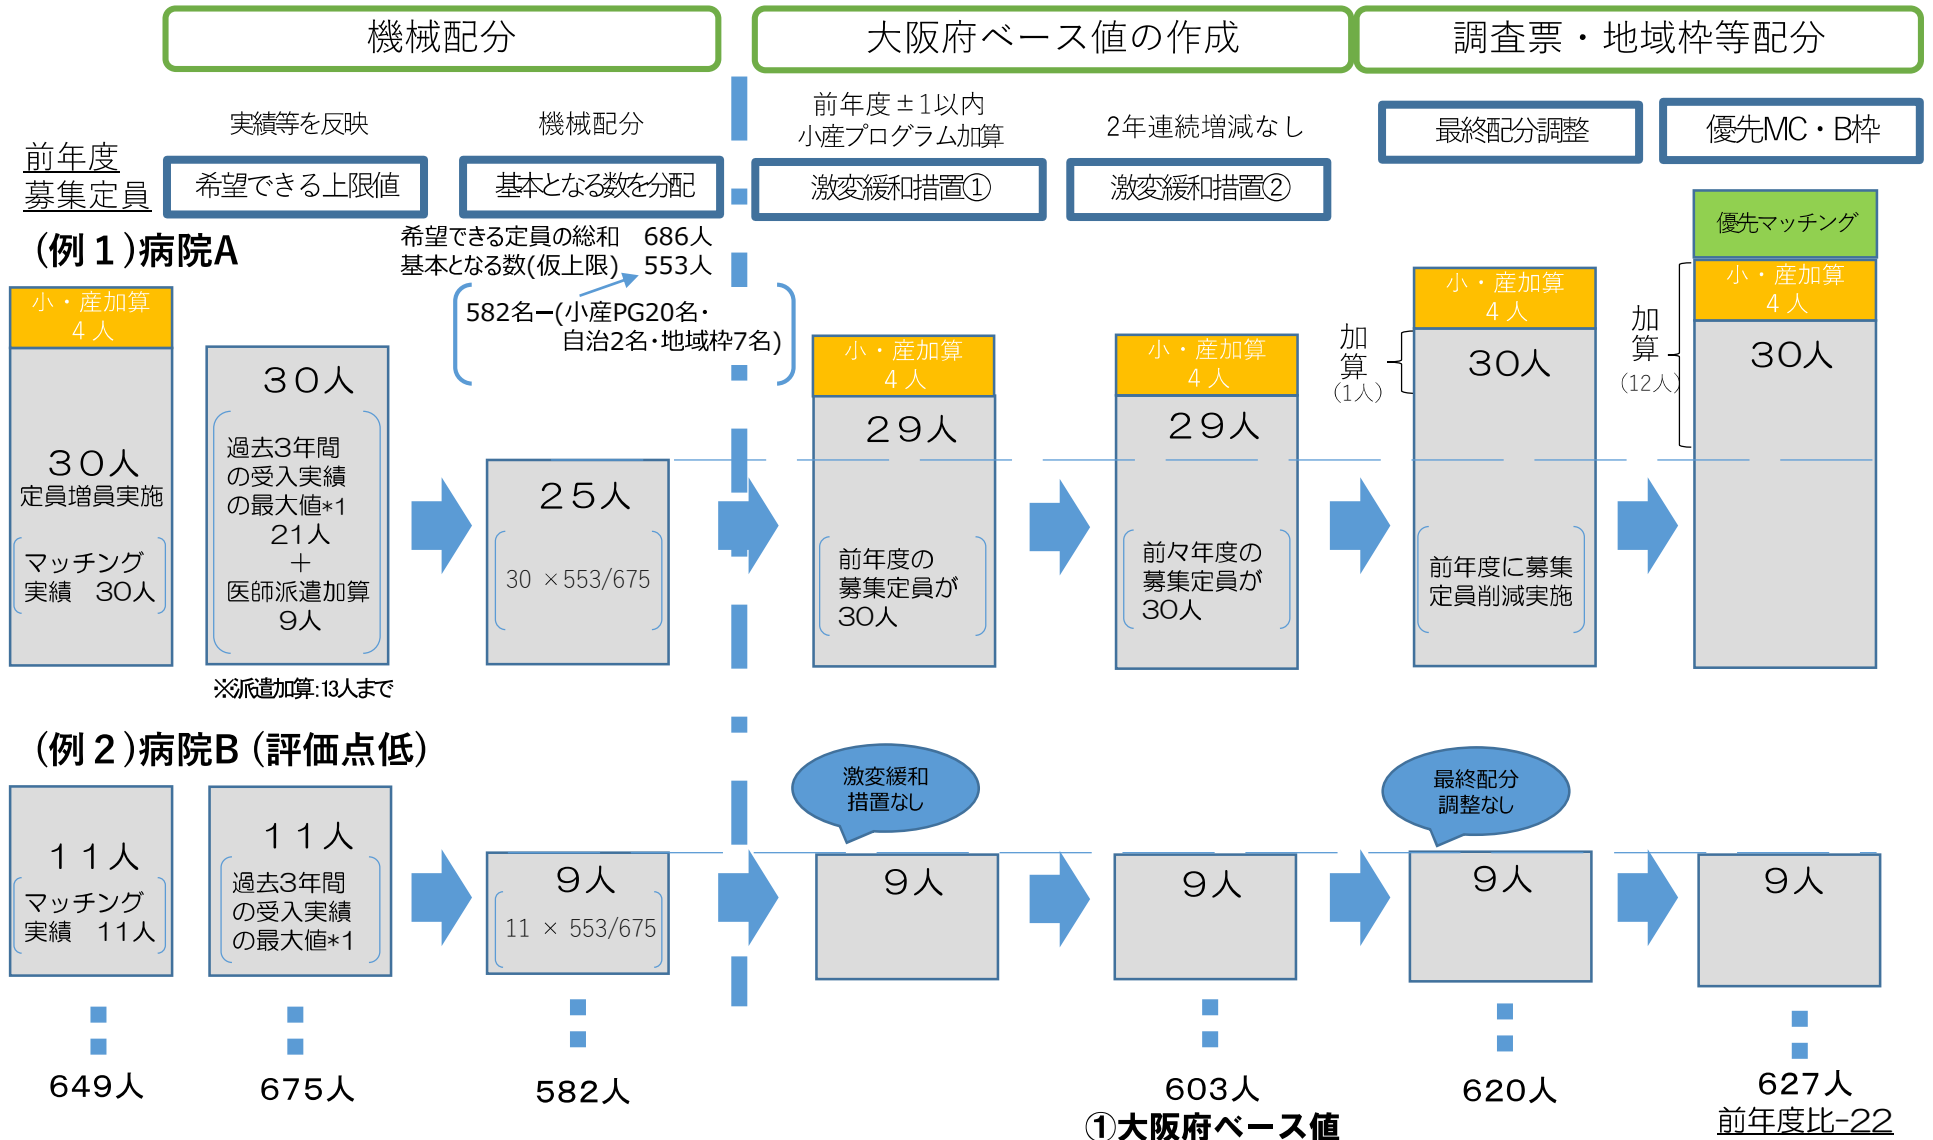 機械配分
大阪府ベース値の作成
調査票・地域枠等配分
前年度
募集定員
実績等を反映
希望できる上限値
機械配分
基本となる数を分配
前年度±1以内
小産プログラム加算
激変緩和措置①
2年連続増減なし
激変緩和措置②
最終配分調整
優先MC・B枠
(例１)病院A
小・産加算
4人
30人
定員増員実施
マッチング
実績 30人
30人
過去3年間
の受入実績
の最大値*1
21人
＋
医師派遣加算
9人
※派遣加算:13人まで
希望できる定員の総和 686人
基本となる数(仮上限) 553人
582名ー(小産PG20名・
自治2名・地域枠7名)
25人
30 ×553/675
小・産加算
4人
29人
前年度の
募集定員が
30人
小・産加算
4人
29人
前々年度の
募集定員が
30人
加算
(1人)
小・産加算
4人
30人
前年度に募集
定員削減実施
加算
(12人)
優先マッチング
小・産加算
4人
30人
(例２)病院B(評価点低)
11人
マッチング
実績 11人
11人
過去3年間
の受入実績
の最大値*1
9人
11 × 553/675
激変緩和
措置なし
9人
9人
最終配分
調整なし
9人
9人
649人
675人
582人
603人
①大阪府ベース値
620人
627人
前年度比-22